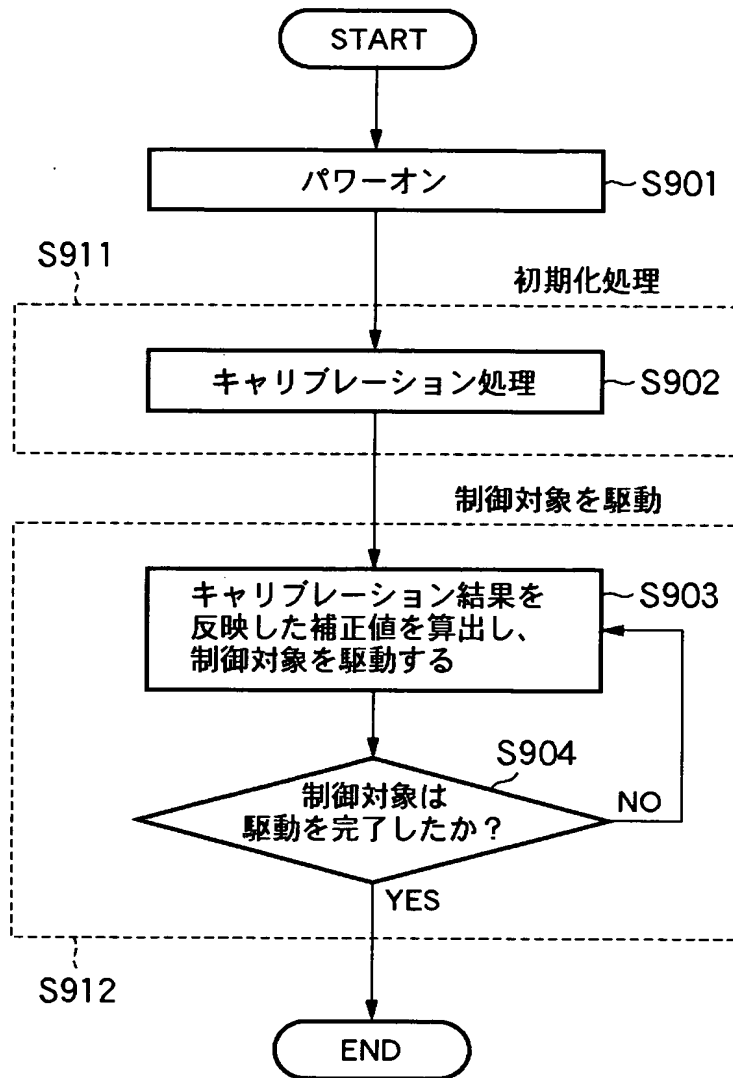 START
パワーオン
S901
S911
初期化処理
キャリブレーション処理
S902
制御対象を駆動
キャリブレーション結果を
反映した補正値を算出し、
制御対象を駆動する
S903
S904
制御対象は
駆動を完了したか？
NO
YES
S912
END